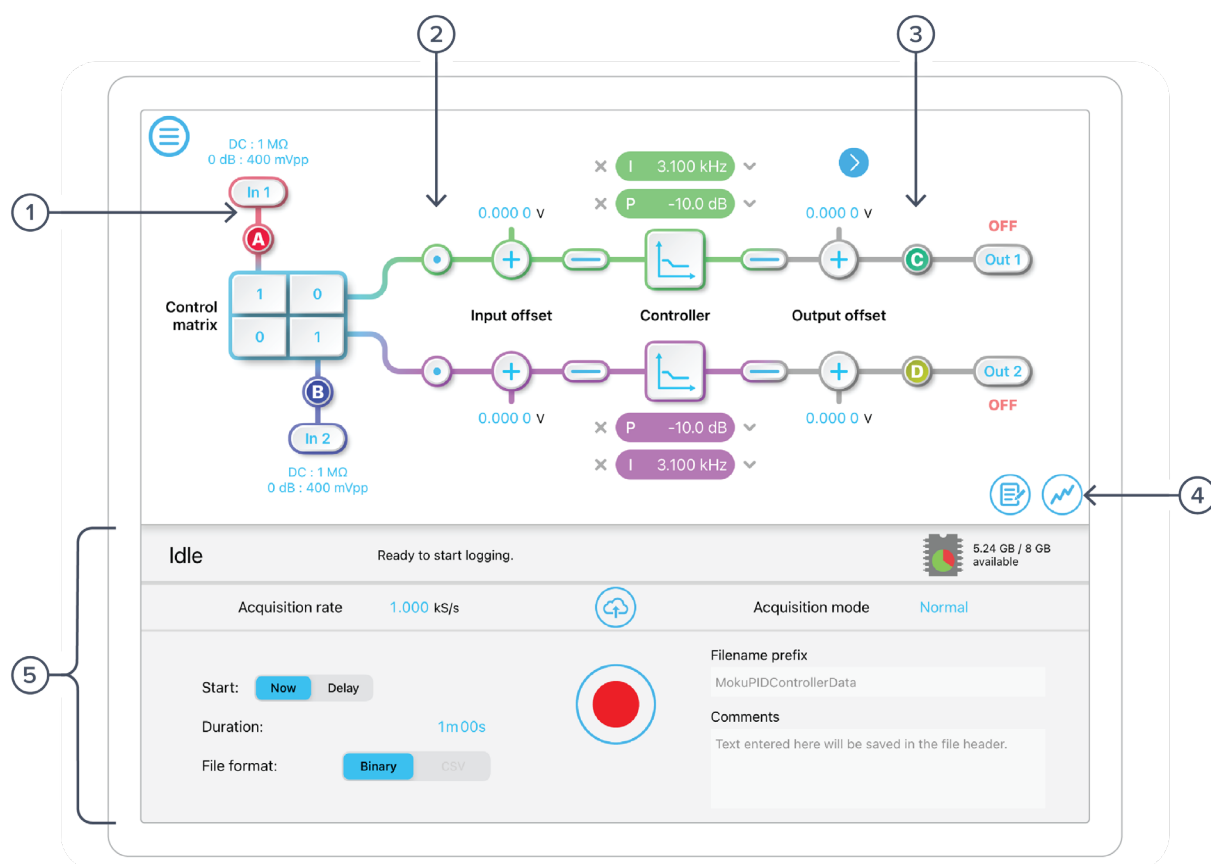 2
3
DC : 1 MΩ
0 dB : 400 mVpp
I 3.100 kHz
In 1
P -10.0 dB
1
0.000 0 V
0.000 0 V
OFF
A
C
Out 1
1 0
Control
matrix
Input offset
Controller
Output offset
0 1
D
Out 2
B
OFF
0.000 0 V
0.000 0 V
P -10.0 dB
In 2
I 3.100 kHz
DC : 1 MΩ
0 dB : 400 mVpp
4
Idle
Ready to start logging.
5.24 GB / 8 GB
available
Acquisition rate 1.000 kS/s
Acquisition mode Normal
5
Filename prefix
Start: Now Delay
MokuPIDControllerData
Comments
Duration: 1m00s
Text entered here will be saved in the file header.
File format: Binary CSV